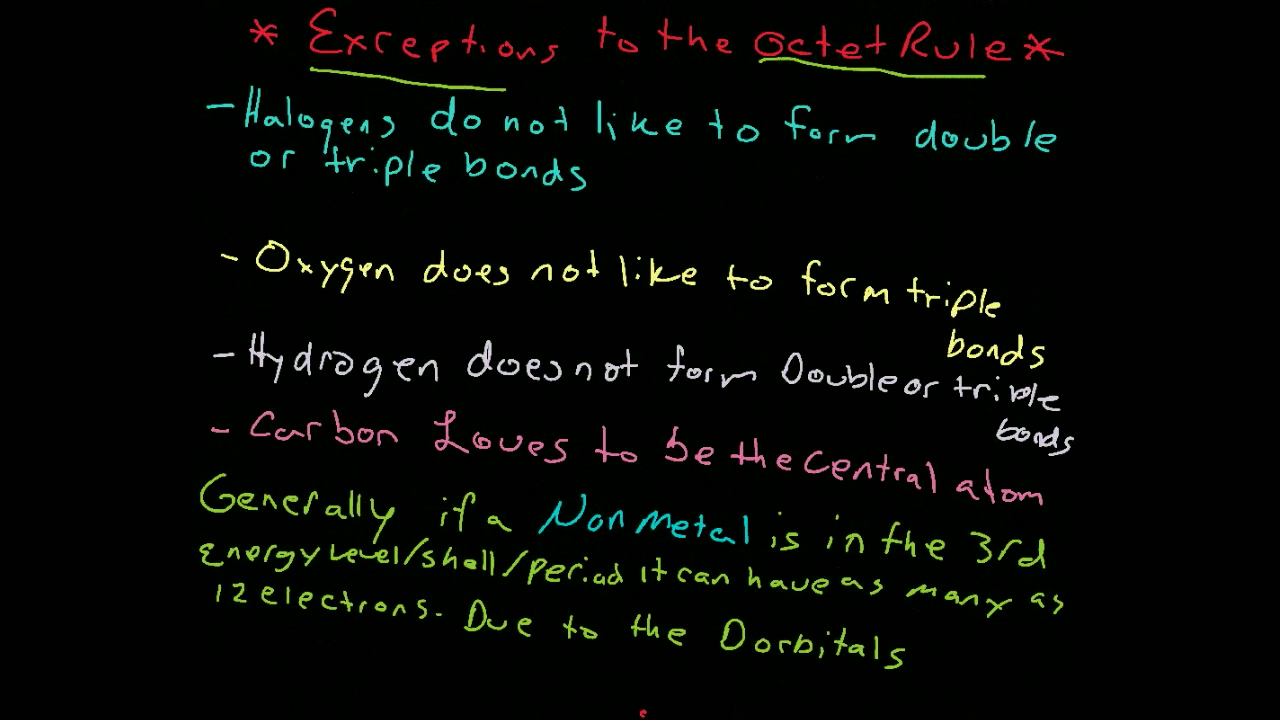 * Exceptions to the Octet Rule *
- Halogens do not like to form double
or triple bonds
- Oxygen does not like to form triple
bonds
- Hydrogen does not form Double or triple
bonds
- Carbon Loves to be the Central atom
Generally if a Nonmetal is in the 3rd
Energy Level/shell/period it can have as many as
12 electrons. Due to the D orbitals